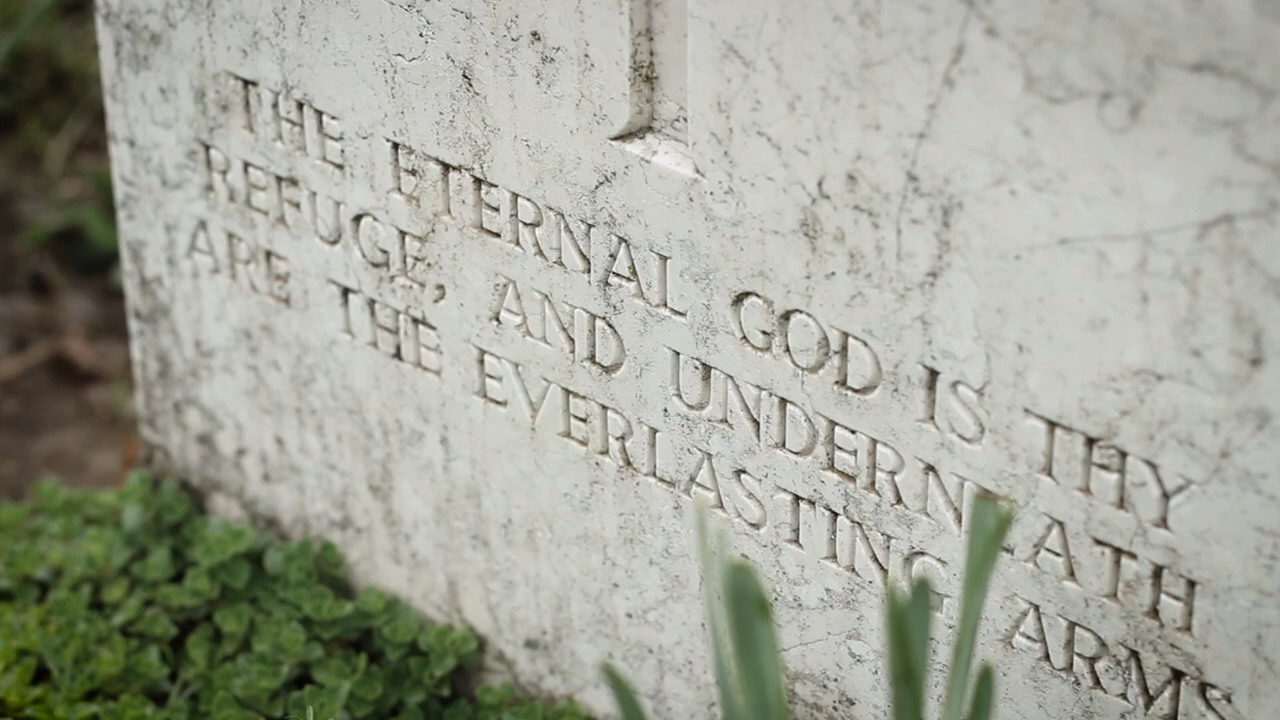 THE ETERNAL GOD IS THY
REFUGE, AND UNDERNEATH
ARE THE EVERLASTING ARMS